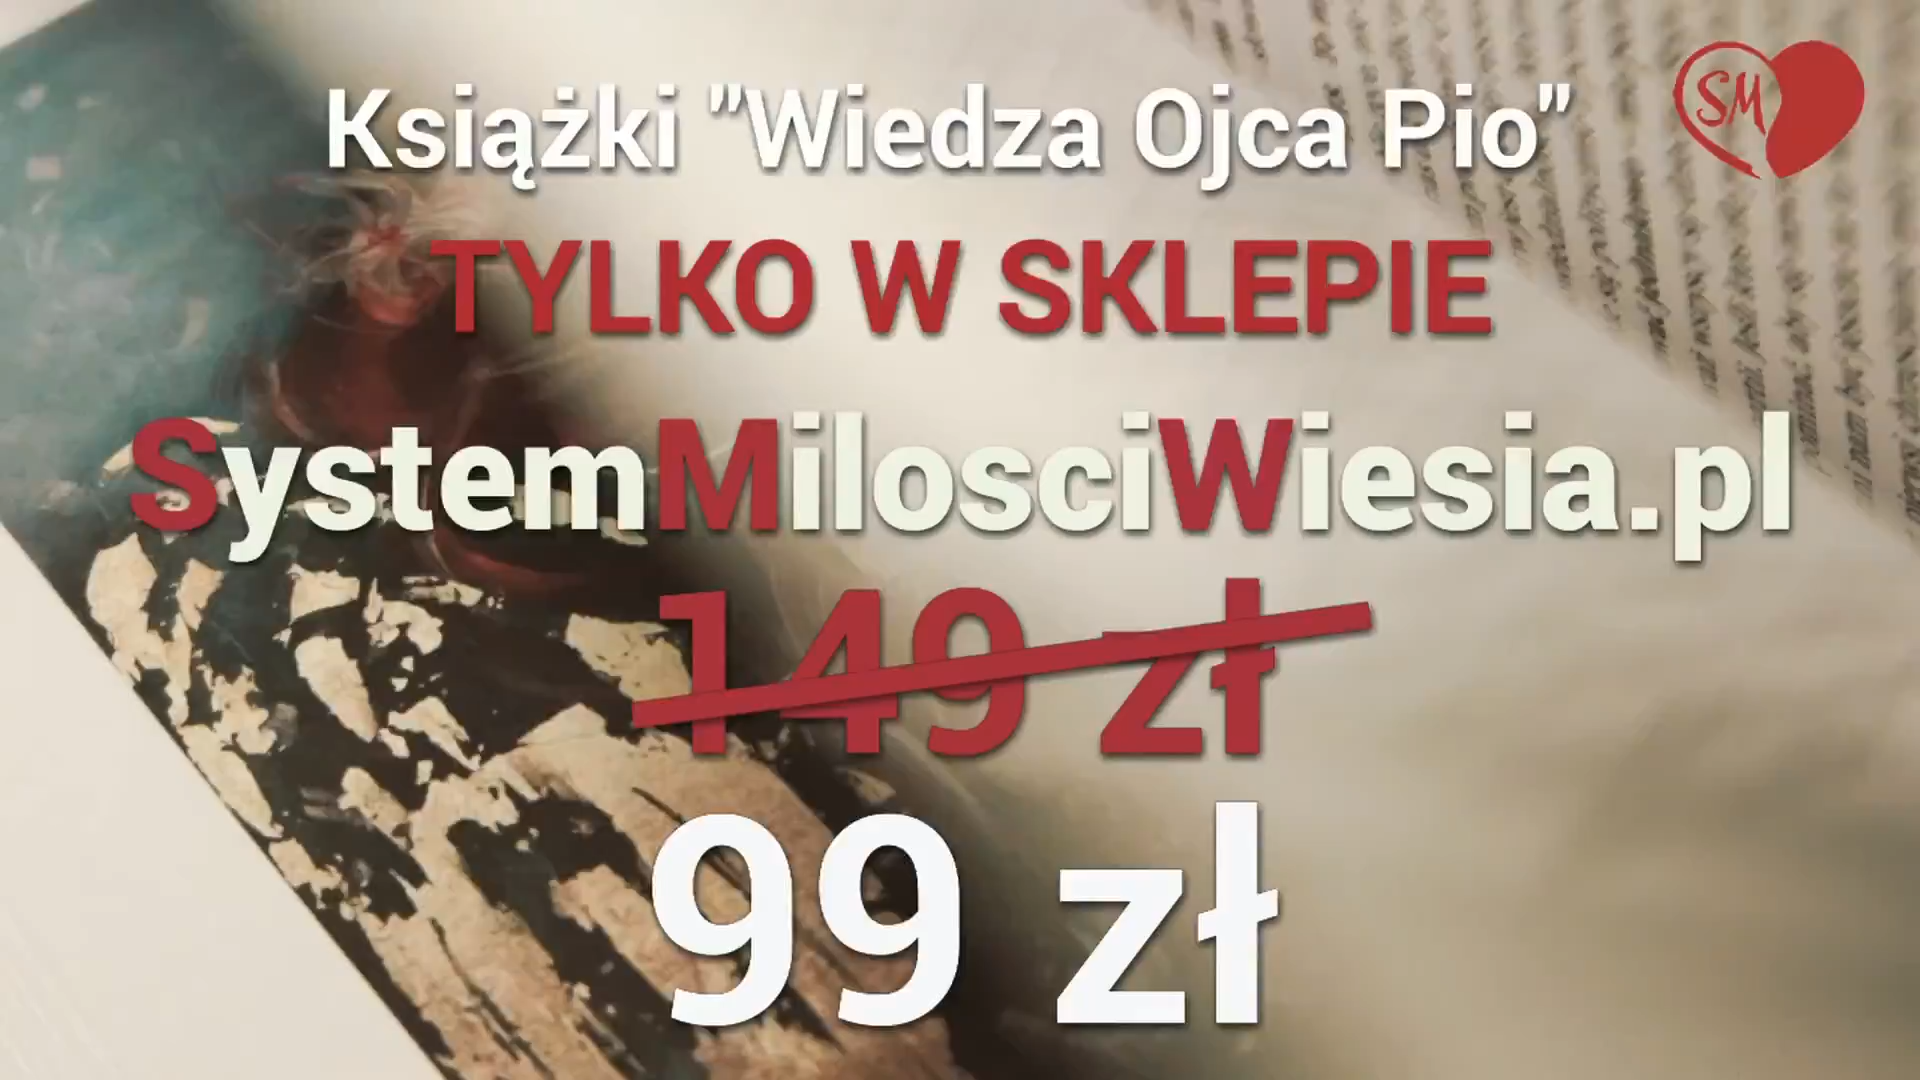 Książki "Wiedza Ojca Pio"
SM
TYLKO W SKLEPIE
SystemMilosciWiesia.pl
149 zł
99 zł